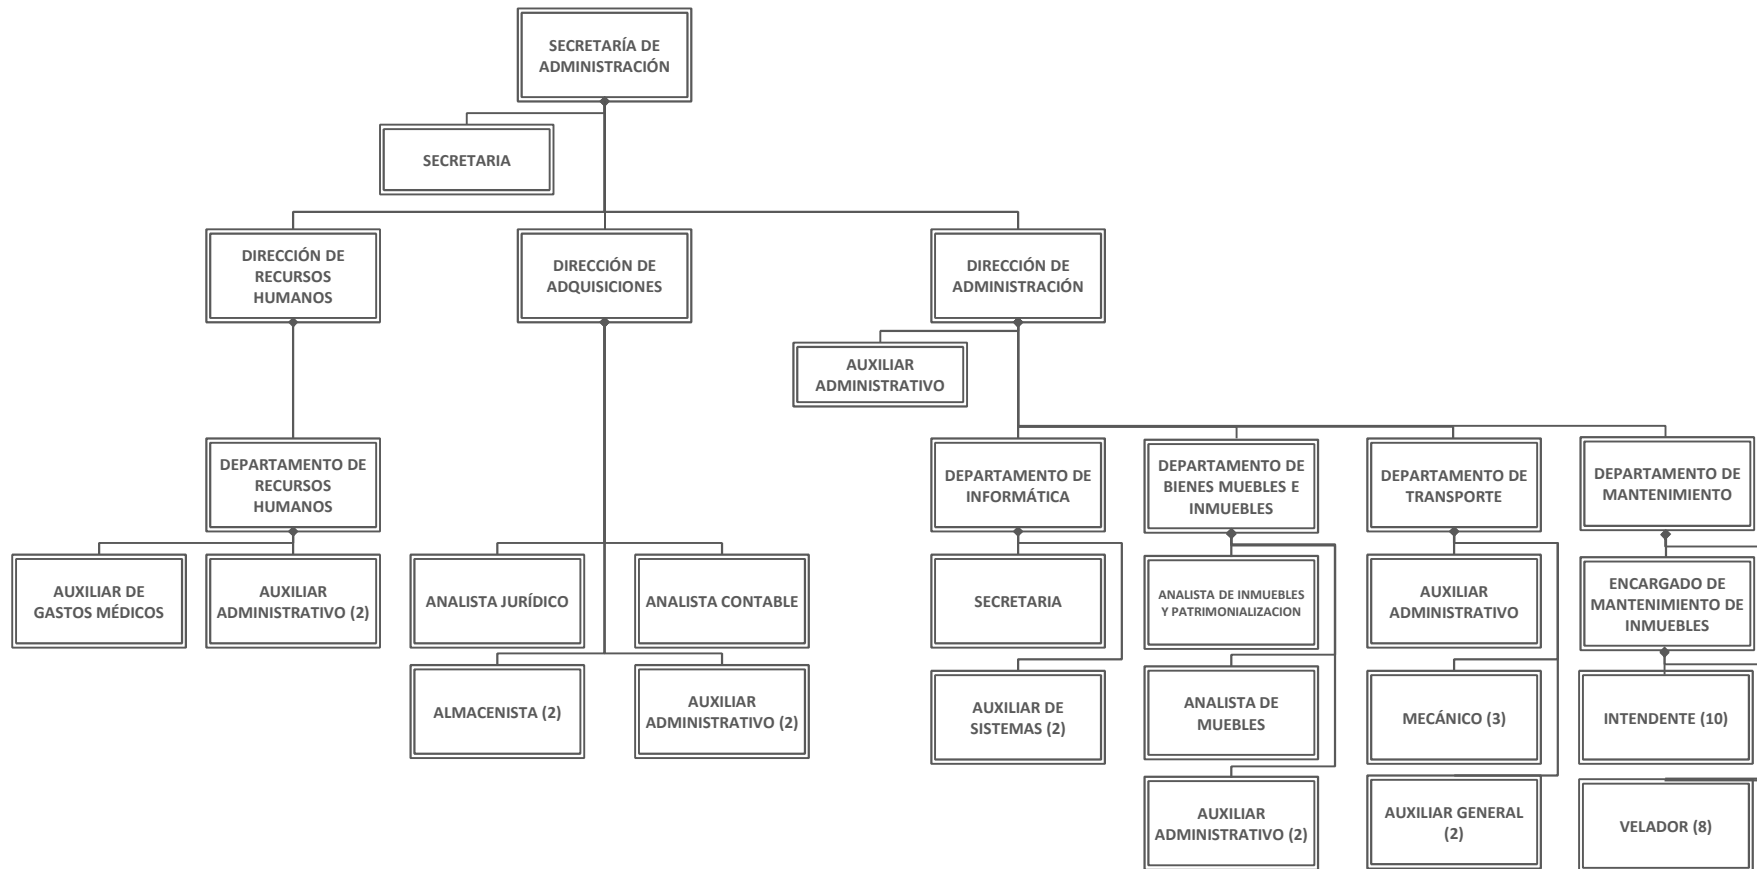 SECRETARÍA DE
ADMINISTRACIÓN
SECRETARIA
DIRECCIÓN DE
RECURSOS
HUMANOS
DIRECCIÓN DE
ADQUISICIONES
DIRECCIÓN DE
ADMINISTRACIÓN
AUXILIAR
ADMINISTRATIVO
DEPARTAMENTO DE
RECURSOS
HUMANOS
DEPARTAMENTO DE
INFORMÁTICA
DEPARTAMENTO DE
BIENES MUEBLES E
INMUEBLES
DEPARTAMENTO DE
TRANSPORTE
DEPARTAMENTO DE
MANTENIMIENTO
AUXILIAR DE
GASTOS MÉDICOS
AUXILIAR
ADMINISTRATIVO (2)
ANALISTA JURÍDICO
ANALISTA CONTABLE
SECRETARIA
ANALISTA DE INMUEBLES
Y PATRIMONIALIZACION
AUXILIAR
ADMINISTRATIVO
ENCARGADO DE
MANTENIMIENTO DE
INMUEBLES
ALMACENISTA (2)
AUXILIAR
ADMINISTRATIVO (2)
AUXILIAR DE
SISTEMAS (2)
ANALISTA DE
MUEBLES
MECÁNICO (3)
INTENDENTE (10)
AUXILIAR
ADMINISTRATIVO (2)
AUXILIAR GENERAL
(2)
VELADOR (8)